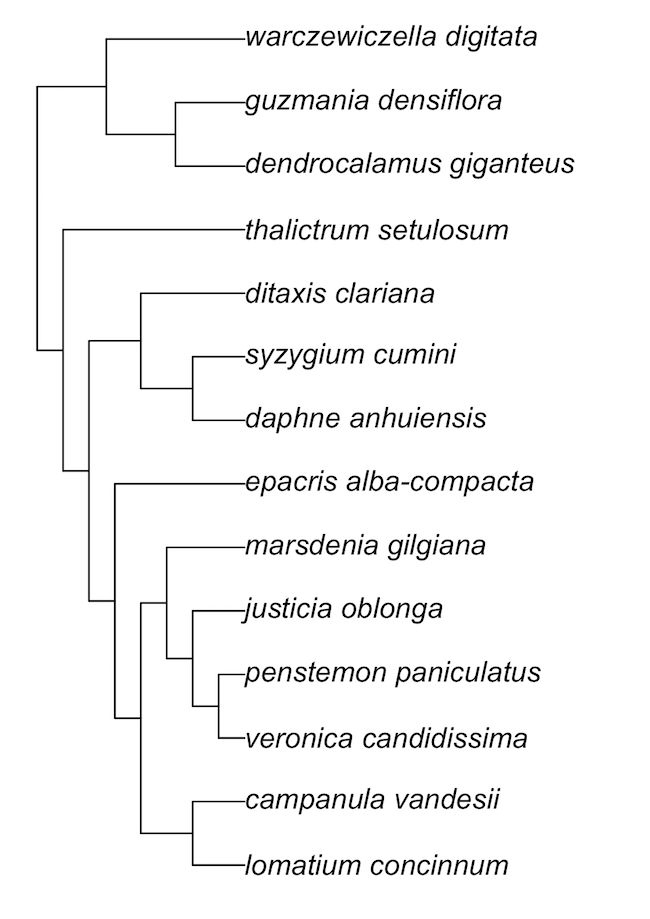 warczewiczella digitata
guzmania densiflora
dendrocalamus giganteus
thalictrum setulosum
ditaxis clariana
syzygium cumini
daphne anhuiensis
epacris alba-compacta
marsdenia gilgiana
justicia oblonga
penstemon paniculatus
veronica candidissima
campanula vandesii
lomatium concinnum